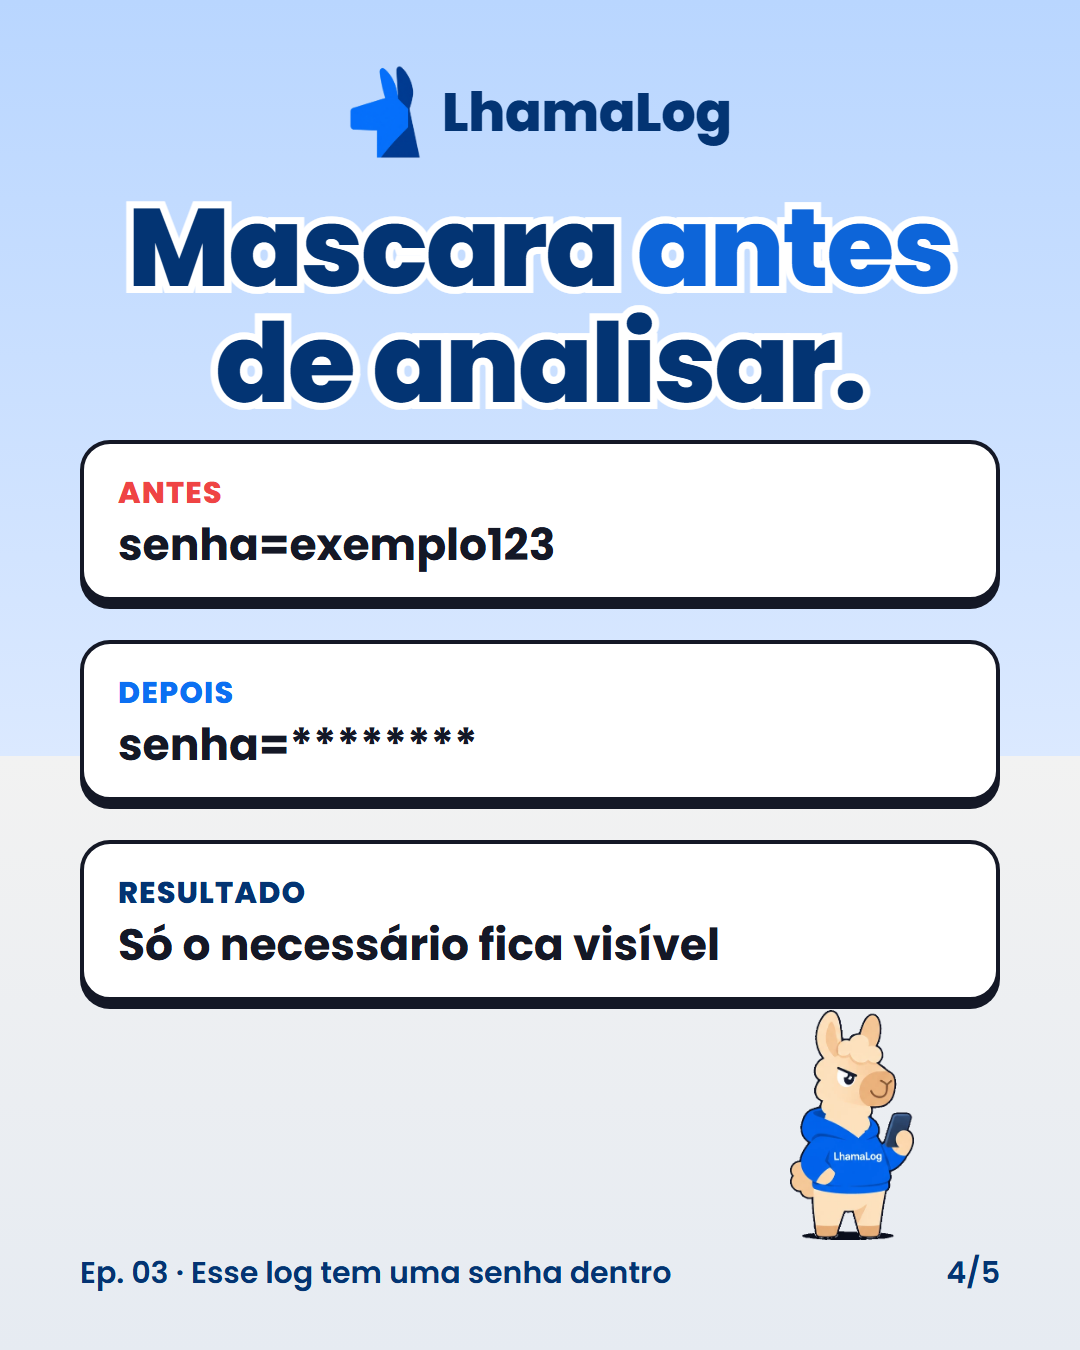 LhamaLog
Mascara antes
de analisar.
ANTES
senha=exemplo123
DEPOIS
senha=********
RESULTADO
Só o necessário fica visível
LhamaLog
Ep. 03 · Esse log tem uma senha dentro
4/5